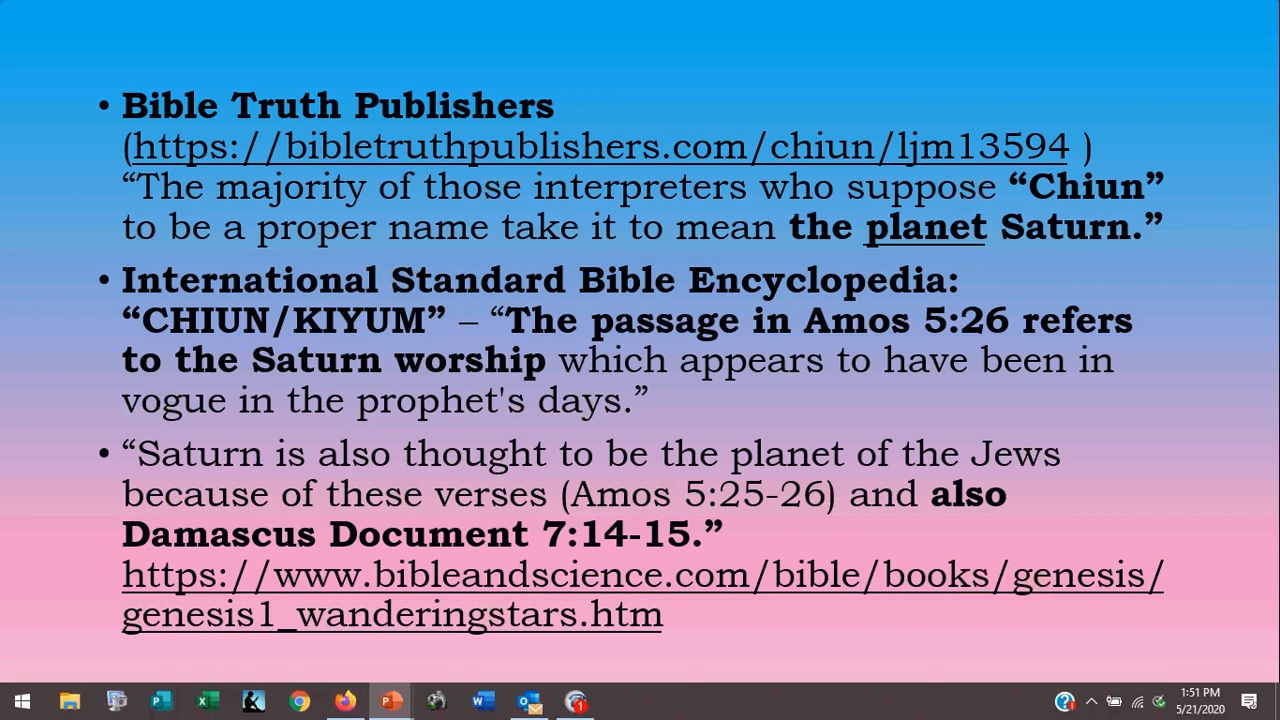 • Bible Truth Publishers
(https://bibletruthpublishers.com/chiun/ljm13594 )
“The majority of those interpreters who suppose “Chiun”
to be a proper name take it to mean the planet Saturn.”
• International Standard Bible Encyclopedia:
“CHIUN/KIYUM” – “The passage in Amos 5:26 refers
to the Saturn worship which appears to have been in
vogue in the prophet's days.”
• “Saturn is also thought to be the planet of the Jews
because of these verses (Amos 5:25-26) and also
Damascus Document 7:14-15.”
https://www.bibleandscience.com/bible/books/genesis/
genesis1_wanderingstars.htm
1:51 PM
5/21/2020